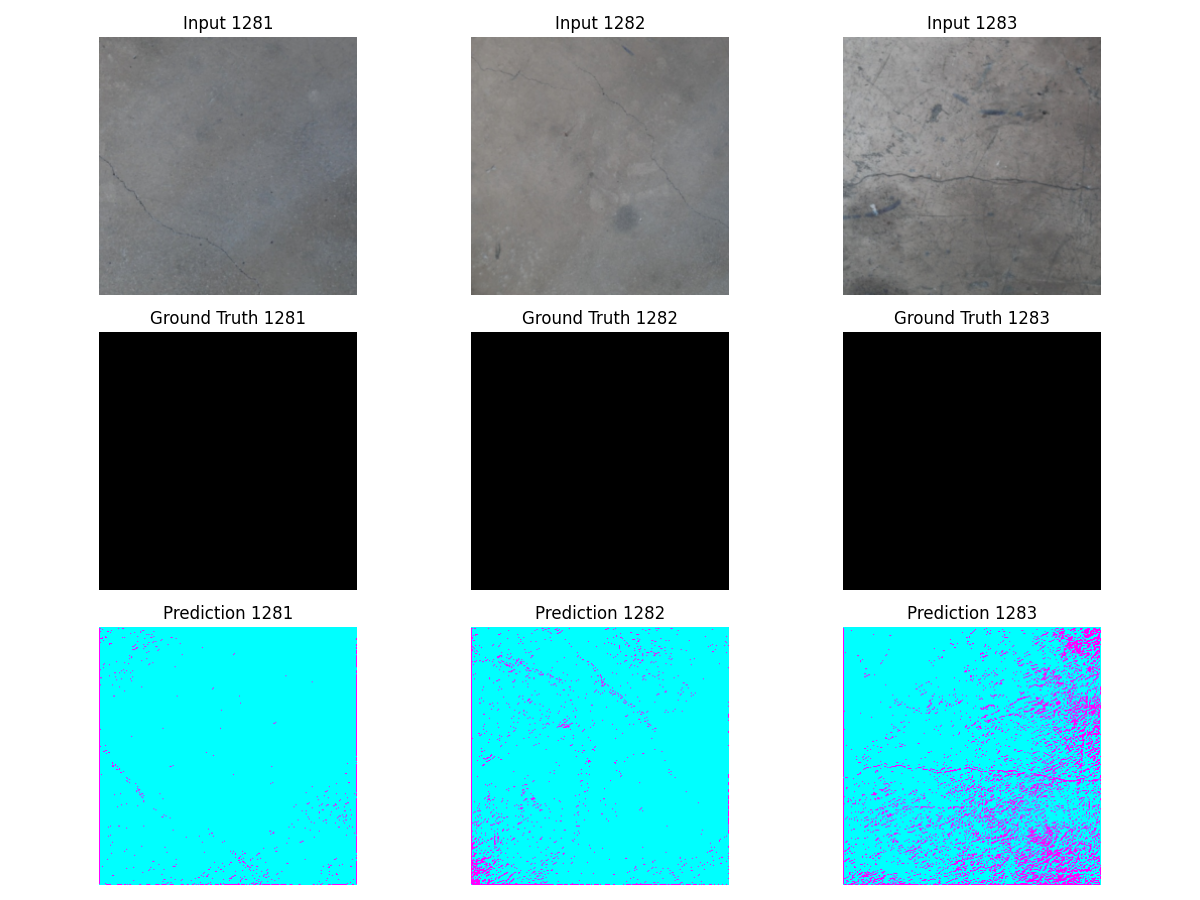 Input 1281
Input 1282
Input 1283
Ground Truth 1281
Ground Truth 1282
Ground Truth 1283
Prediction 1281
Prediction 1282
Prediction 1283